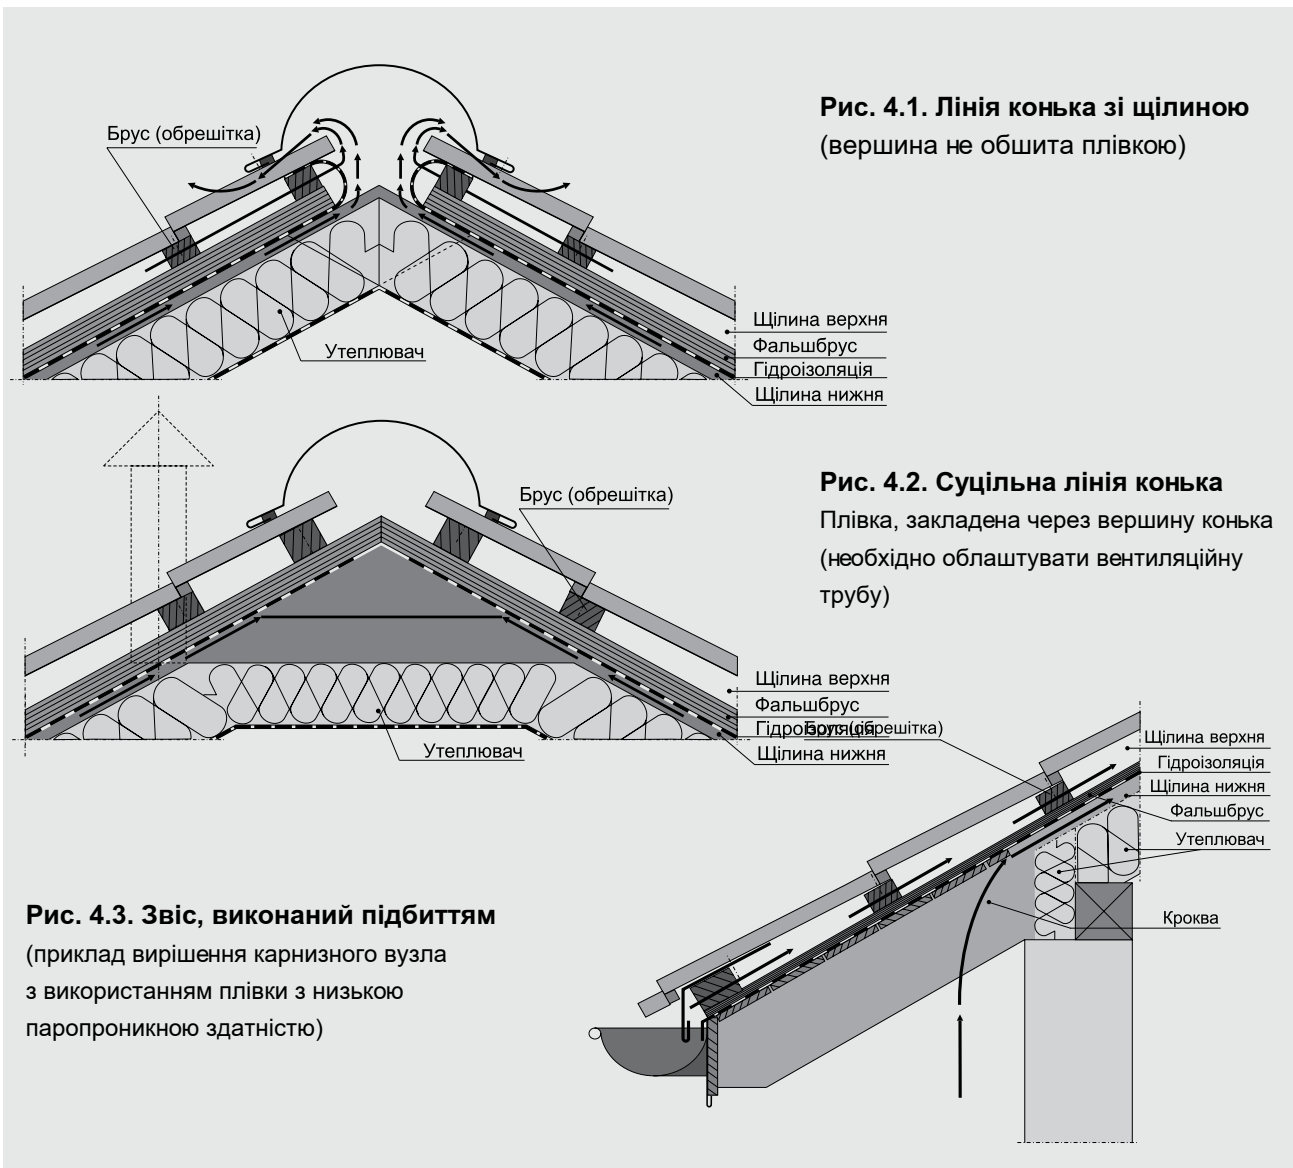 Рис. 4.1. Лінія конька зі щілиною
(вершина не обшита плівкою)
Брус (обрешітка)
Щілина верхня
Фальшбрус
Гідроізоляція
Щілина нижня
Утеплювач
Рис. 4.2. Суцільна лінія конька
Плівка, закладена через вершину конька
(необхідно облаштувати вентиляційну
трубу)
Брус (обрешітка)
Щілина верхня
Фальшбрус
Гідроізоляція
Щілина нижня
Утеплювач
Брус (обрешітка)
Щілина верхня
Гідроізоляція
Щілина нижня
Фальшбрус
Утеплювач
Кроква
Рис. 4.3. Звіс, виконаний підбиттям
(приклад вирішення карнизного вузла
з використанням плівки з низькою
паропроникною здатністю)